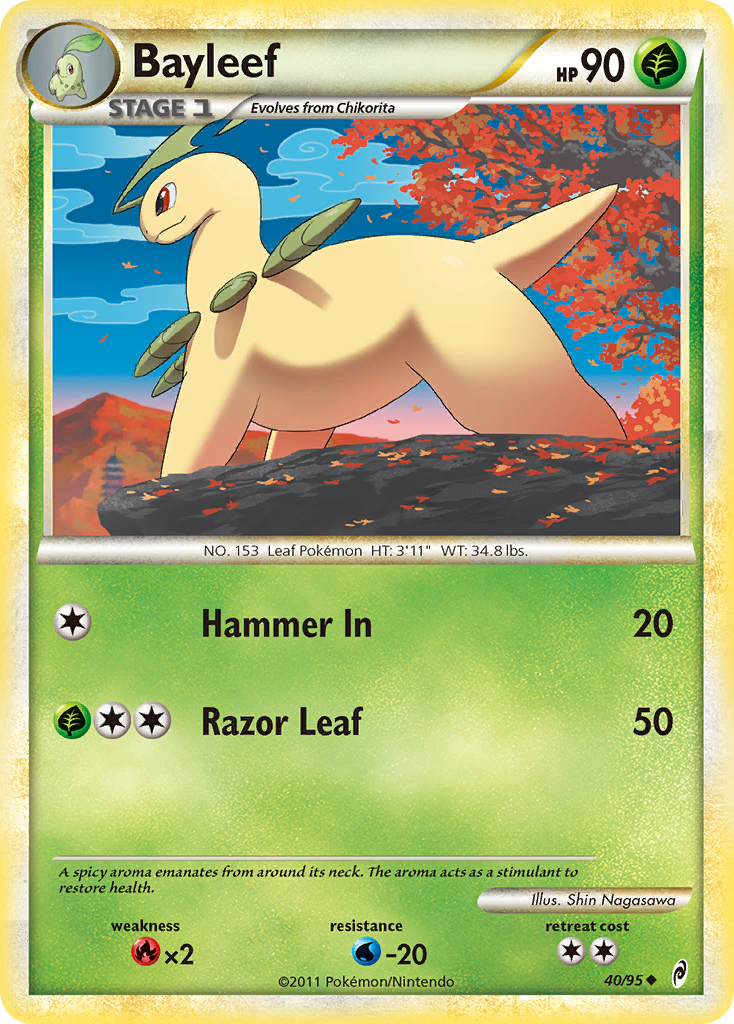 Bayleef
HP 90
STAGE 1
Evolves from Chikorita
NO. 153 Leaf Pokémon HT: 3'11" WT: 34.8 lbs.
Hammer In 20
Razor Leaf 50
A spicy aroma emanates from around its neck. The aroma acts as a stimulant to
restore health.
Illus. Shin Nagasawa
weakness resistance retreat cost
×2 -20
©2011 Pokémon/Nintendo 40/95